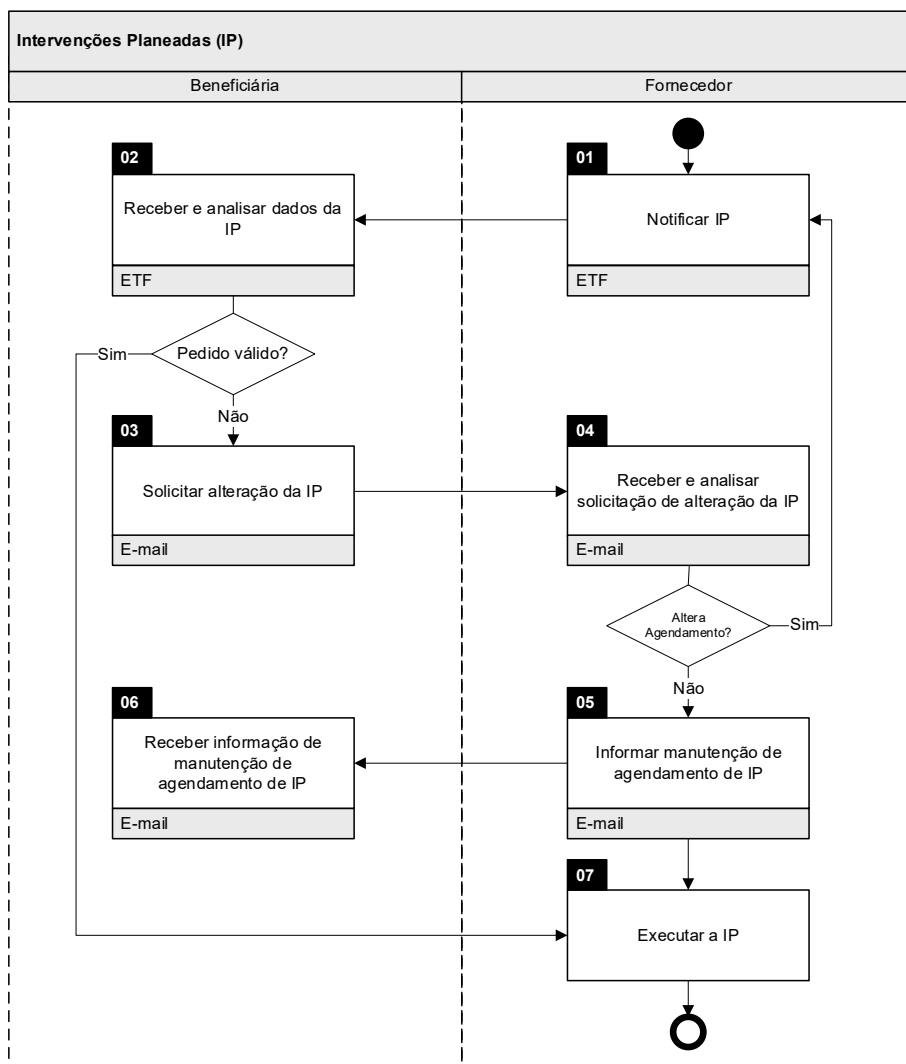 Intervenções Planeadas (IP)
Beneficiária
Fornecedor
02
Receber e analisar dados da
IP
ETF
01
Notificar IP
ETF
Sim
Pedido válido?
Não
03
Solicitar alteração da IP
E-mail
04
Receber e analisar
solicitação de alteração da IP
E-mail
Altera
Agendamento?
Sim
Não
06
Receber informação de
manutenção de
agendamento de IP
E-mail
05
Informar manutenção de
agendamento de IP
E-mail
07
Executar a IP